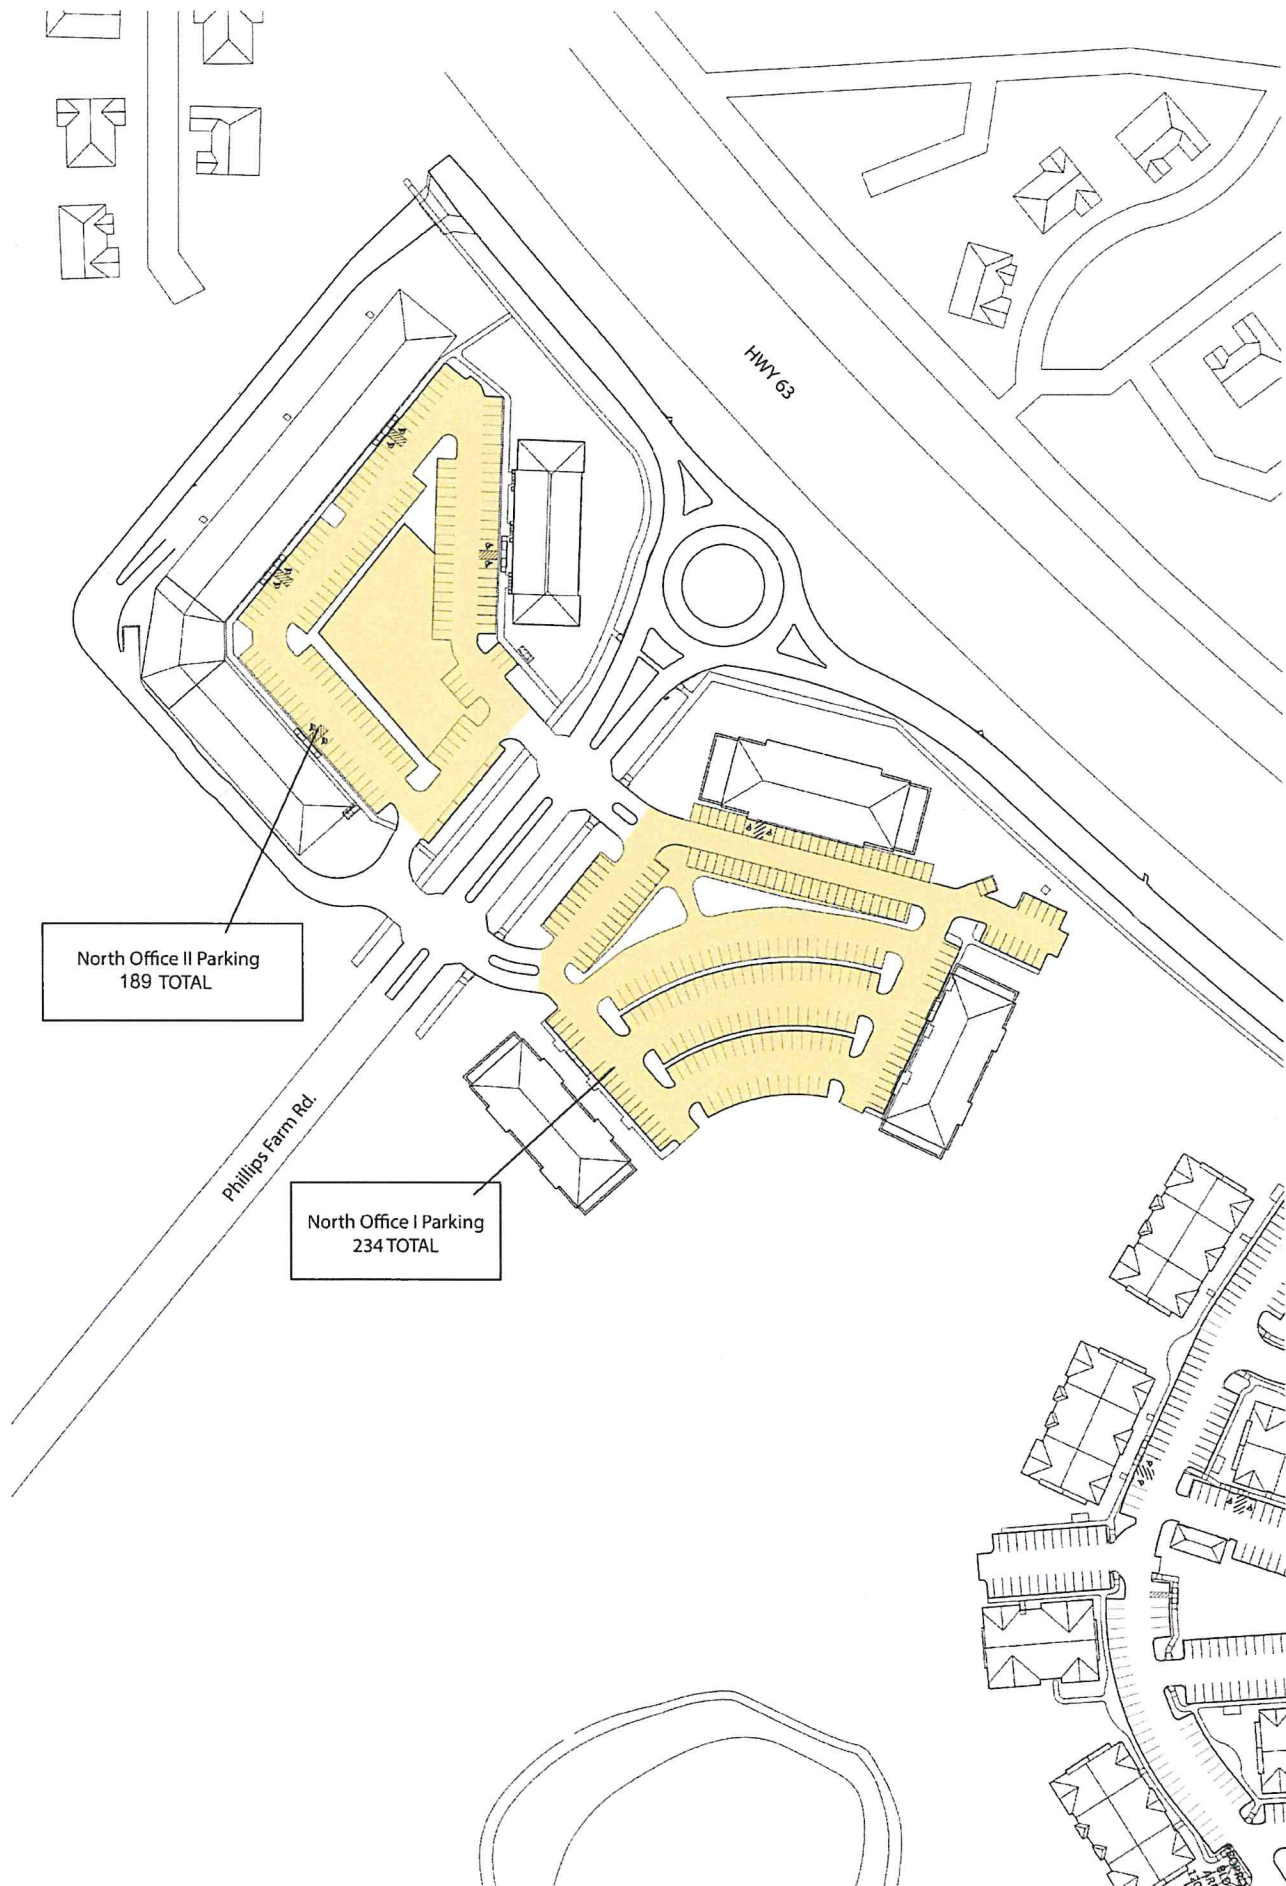 HWY 63
North Office II Parking
189 TOTAL
Phillips Farm Rd.
North Office I Parking
234 TOTAL